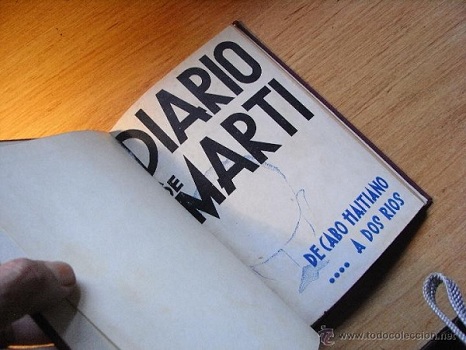 DIARIO
DE
MARTI
DE CABO HAITIANO
.... A DOS RIOS
© www.todocoleccion.net